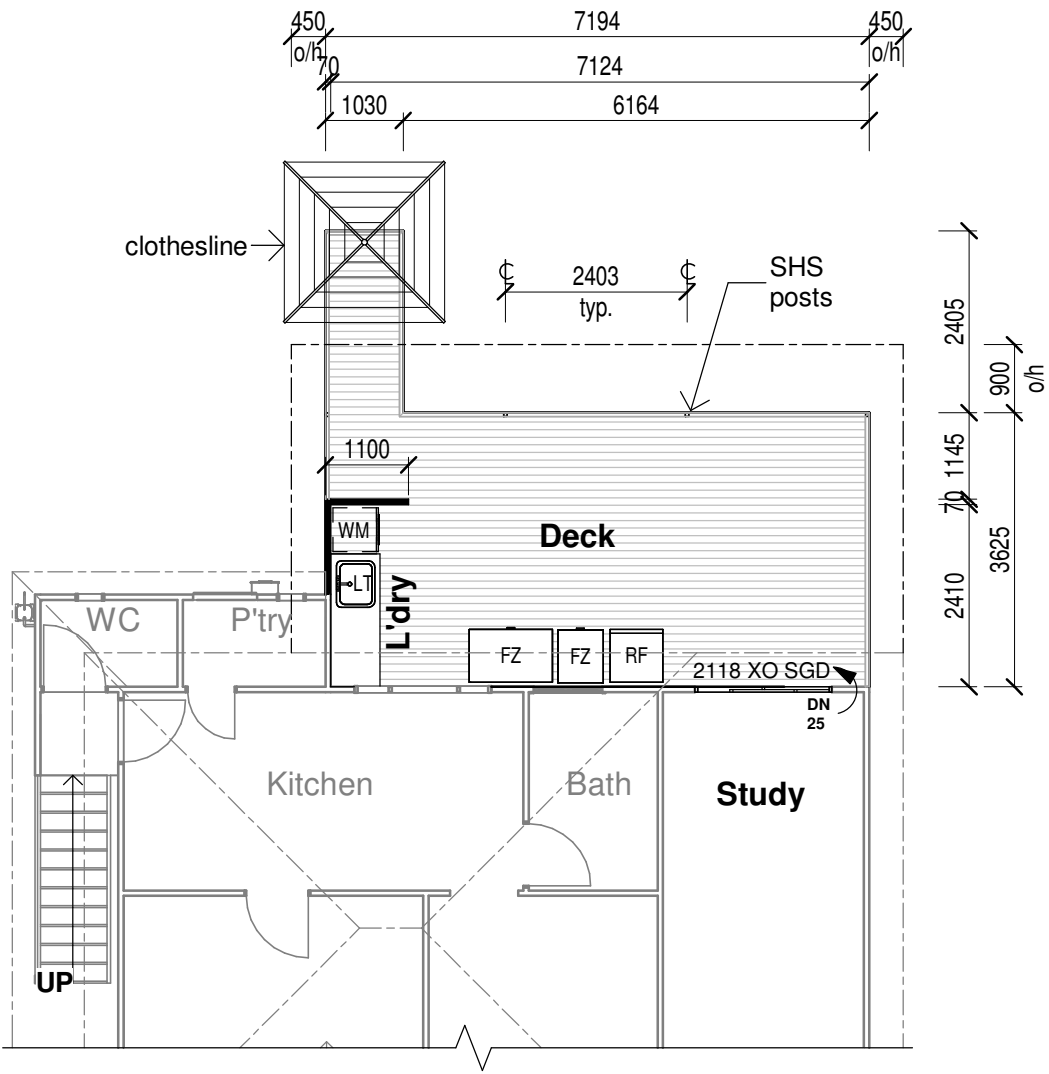 450
7194
450
o/h
o/h
70
7124
1030
6164
clothesline
℄
2403
℄
typ.
SHS
posts
2405
900
o/h
1100
1145
70
WM
Deck
3625
LT
L'dry
2410
WC
P'try
FZ
FZ
RF
2118 XO SGD
DN
25
Kitchen
Bath
Study
UP